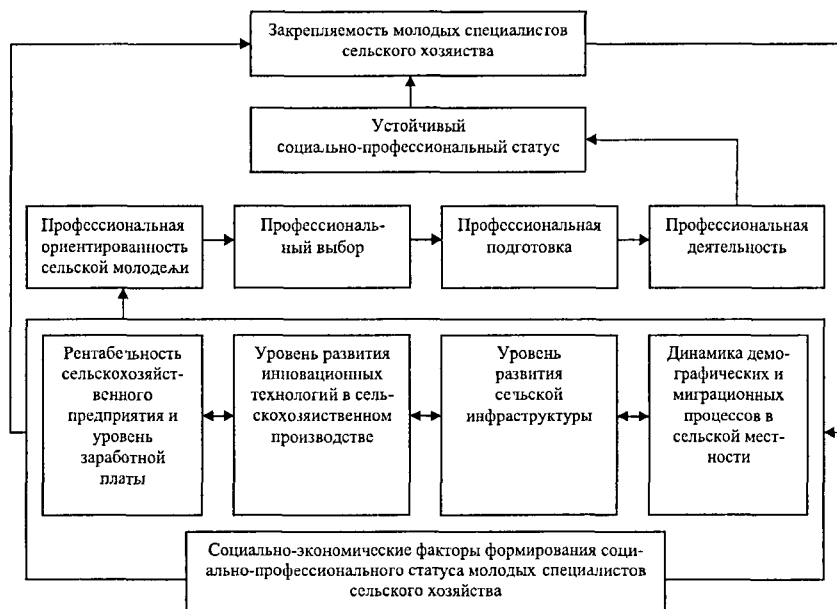 Закрепляемость молодых специалистов
сельского хозяиства
Устойчивый
социально-профессиональный статус
Профессиональная
ориентированность
сельской молодежи
Профессиональ-
ный выбор
Профессиональная
подготовка
Профессиональная
деятельность
Рентабельность
сельскохозяйст-
венного
предприятия и
уровень
заработной
платы
Уровень развития
инновационных
технологий в сель-
скохозяиственном
производстве
Уровень
развития
сельской
инфраструктуры
Динамика демо-
графических и
миграционных
процессов в
сельской мест-
ности
Социально-экономические факторы формирования соци-
ально-профессионального статуса молодых специалистов
сельского хозяйства